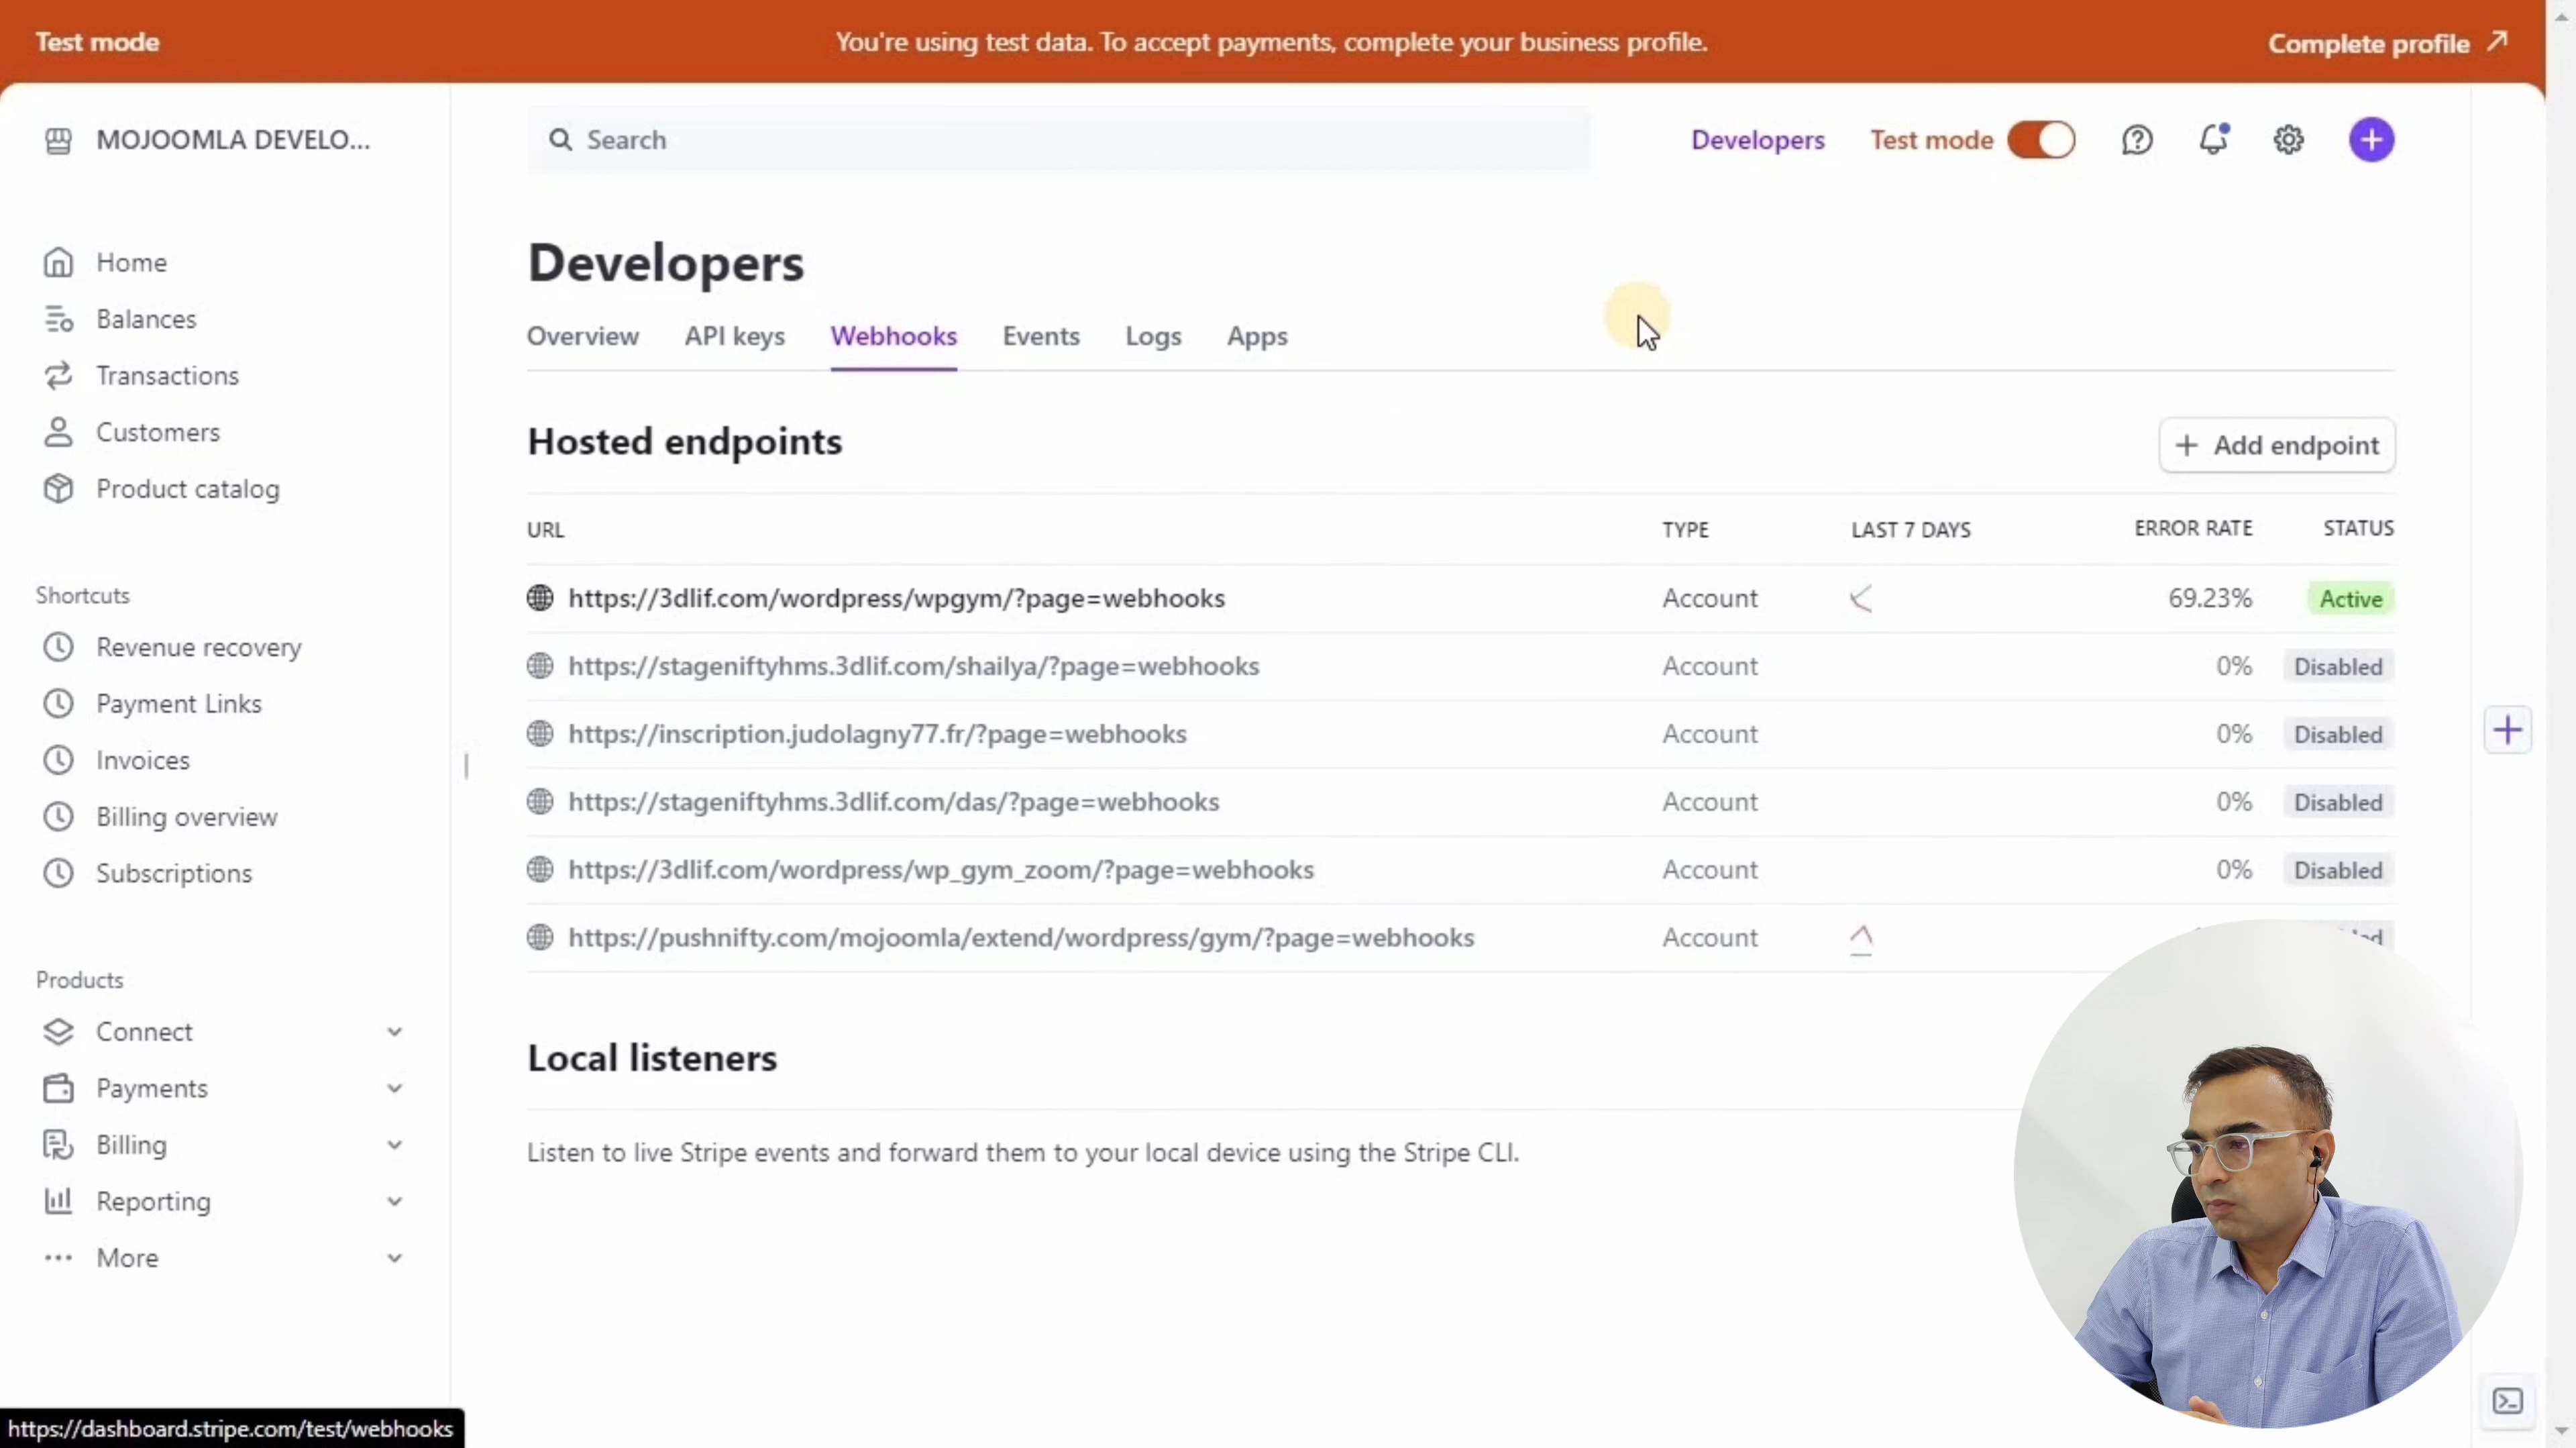 Test mode
You're using test data. To accept payments, complete your business profile.
Complete profile
MOJOOMLA DEVELO...
Search
Developers
Test mode
Home
Balances
Transactions
Customers
Product catalog
Shortcuts
Revenue recovery
Payment Links
Invoices
Billing overview
Subscriptions
Products
Connect
Payments
Billing
Reporting
More
Developers
Overview API keys Webhooks Events Logs Apps
Hosted endpoints
+ Add endpoint
URL TYPE LAST 7 DAYS ERROR RATE STATUS
https://3dlif.com/wordpress/wpgym/?page=webhooks Account 69.23% Active
https://stageniftyhms.3dlif.com/shailya/?page=webhooks Account 0% Disabled
https://inscription.judolagny77.fr/?page=webhooks Account 0% Disabled
https://stageniftyhms.3dlif.com/das/?page=webhooks Account 0% Disabled
https://3dlif.com/wordpress/wp_gym_zoom/?page=webhooks Account 0% Disabled
https://pushnifty.com/mojoomla/extend/wordpress/gym/?page=webhooks Account
Local listeners
Listen to live Stripe events and forward them to your local device using the Stripe CLI.
https://dashboard.stripe.com/test/webhooks